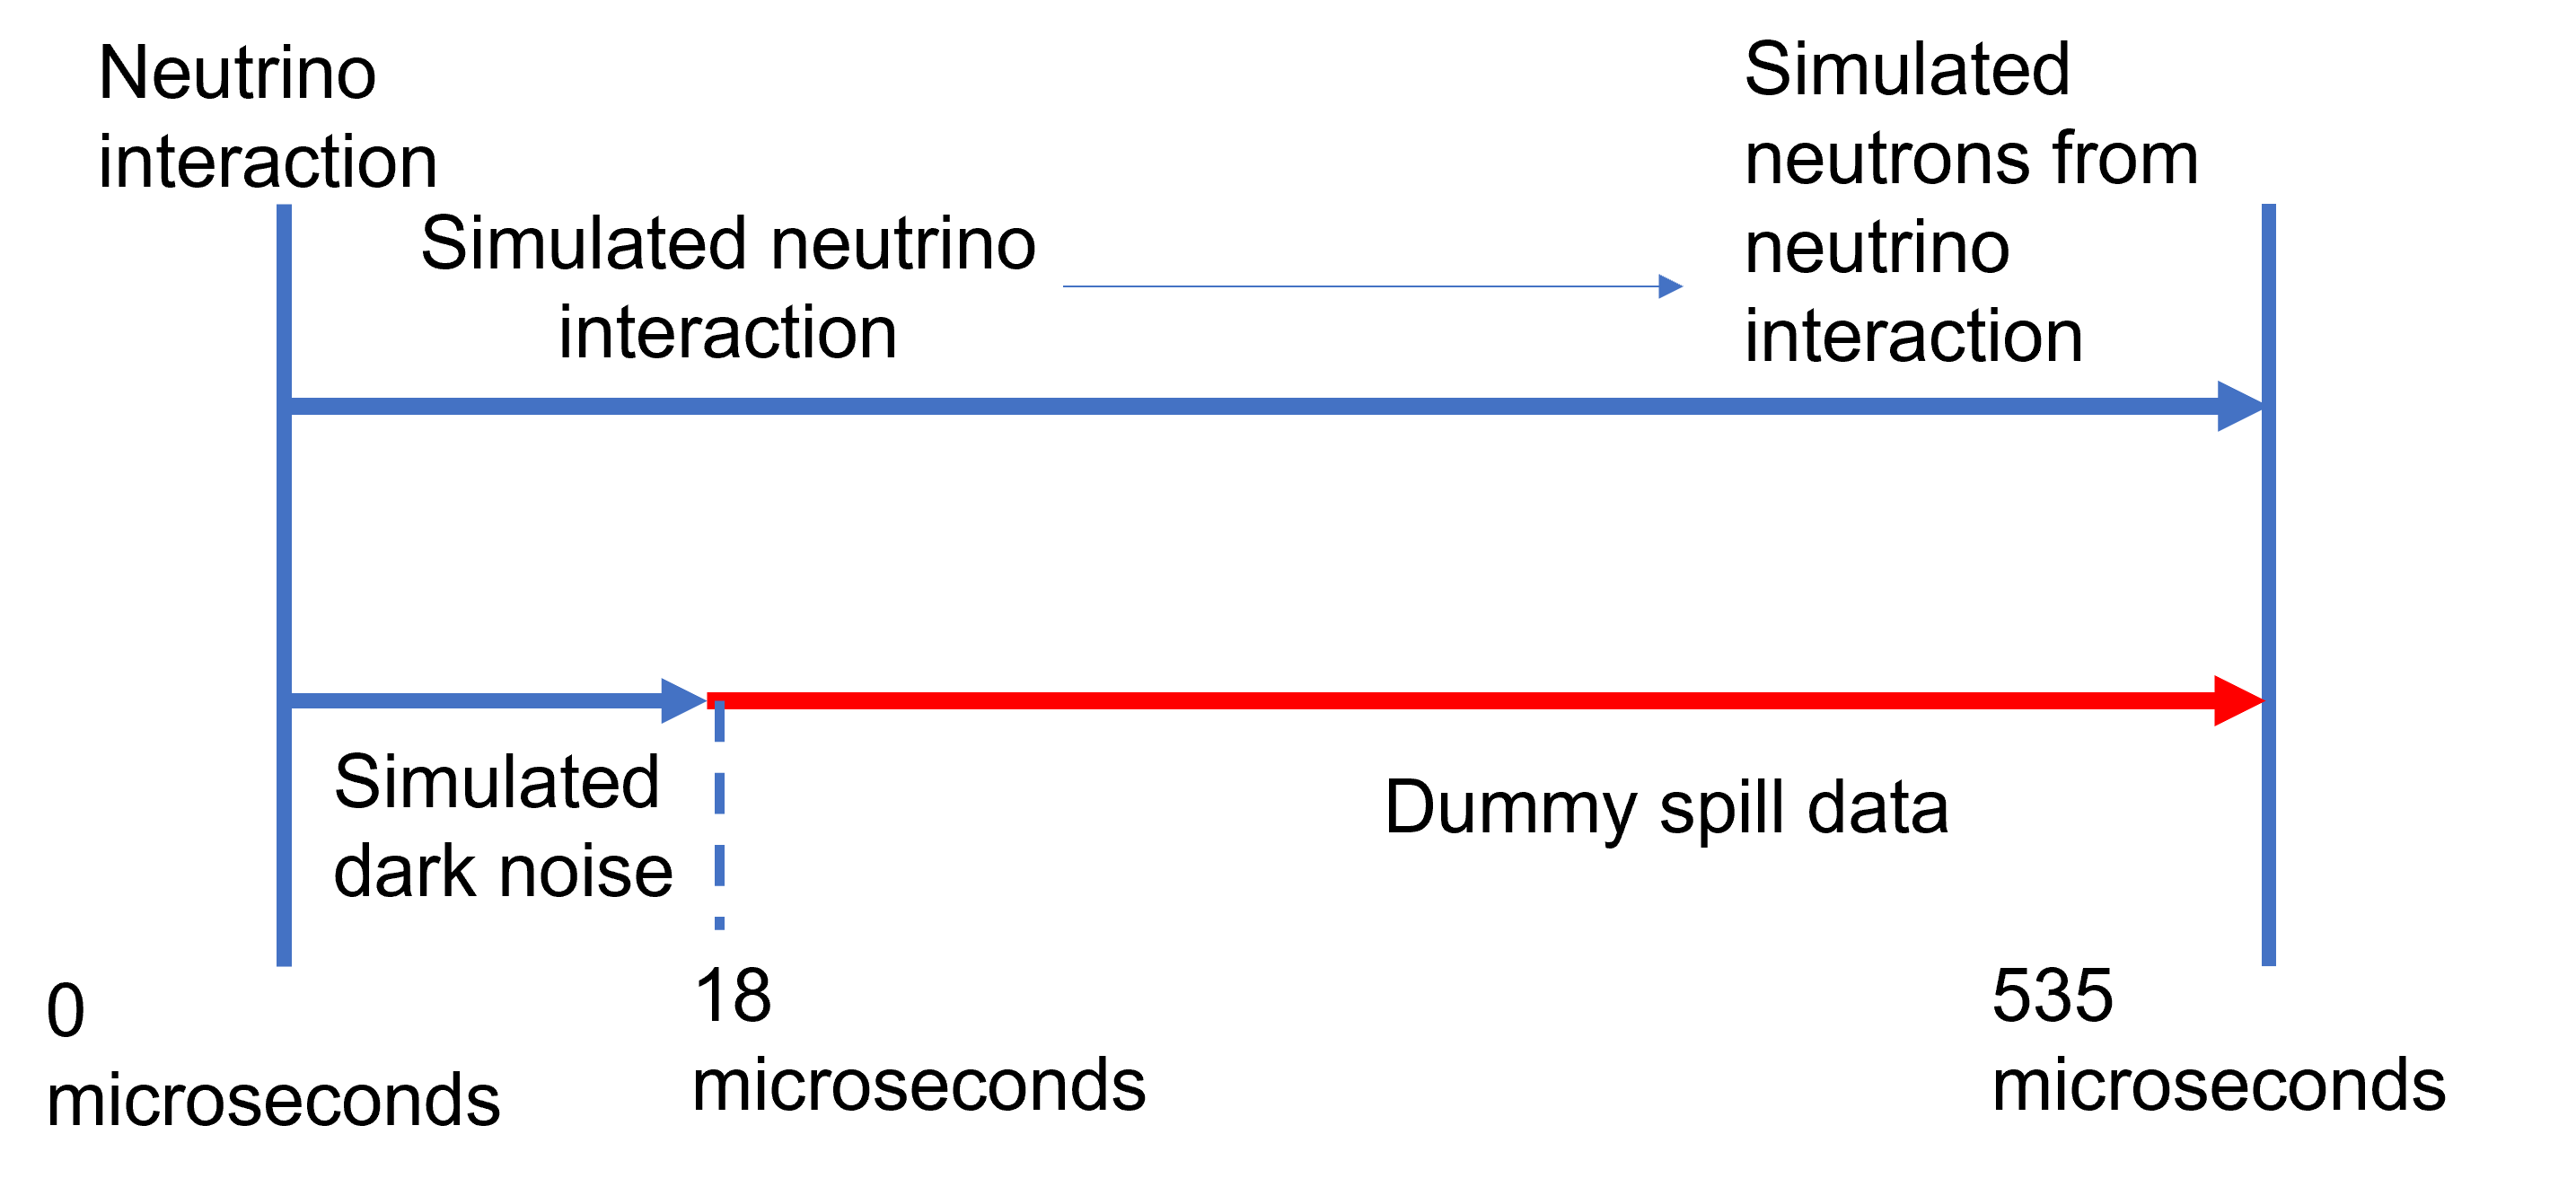 Neutrino
interaction
Simulated neutrino
interaction
Simulated
neutrons from
neutrino
interaction
Simulated
dark noise
Dummy spill data
0
microseconds
18
microseconds
535
microseconds